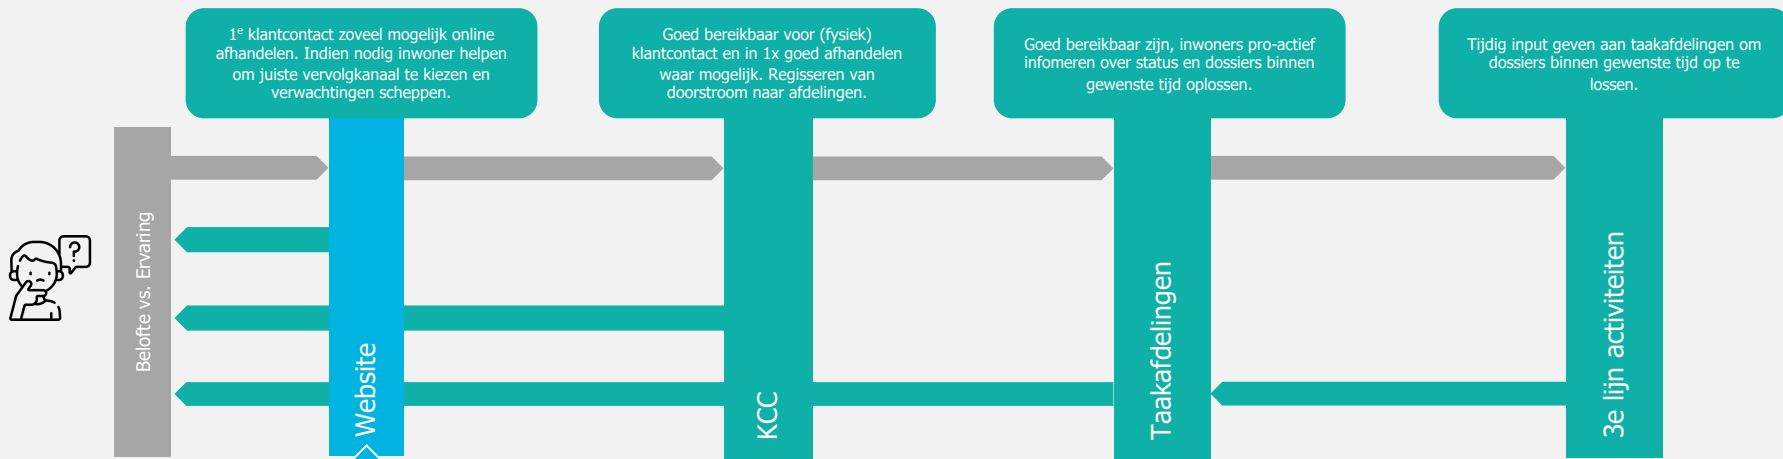 1e klantcontact zoveel mogelijk online
afhandelen. Indien nodig inwoner helpen
om juiste vervolgkanaal te kiezen en
verwachtingen scheppen.
Goed bereikbaar voor (fysiek)
klantcontact en in 1x goed afhandelen
waar mogelijk. Regisseren van
doorstroom naar afdelingen.
Goed bereikbaar zijn, inwoners pro-actief
infomeren over status en dossiers binnen
gewenste tijd oplossen.
Tijdig input geven aan taakafdelingen om
dossiers binnen gewenste tijd op te
lossen.
?
Belofte vs. Ervaring
Website
KCC
Taakafdelingen
3e lijn activiteiten